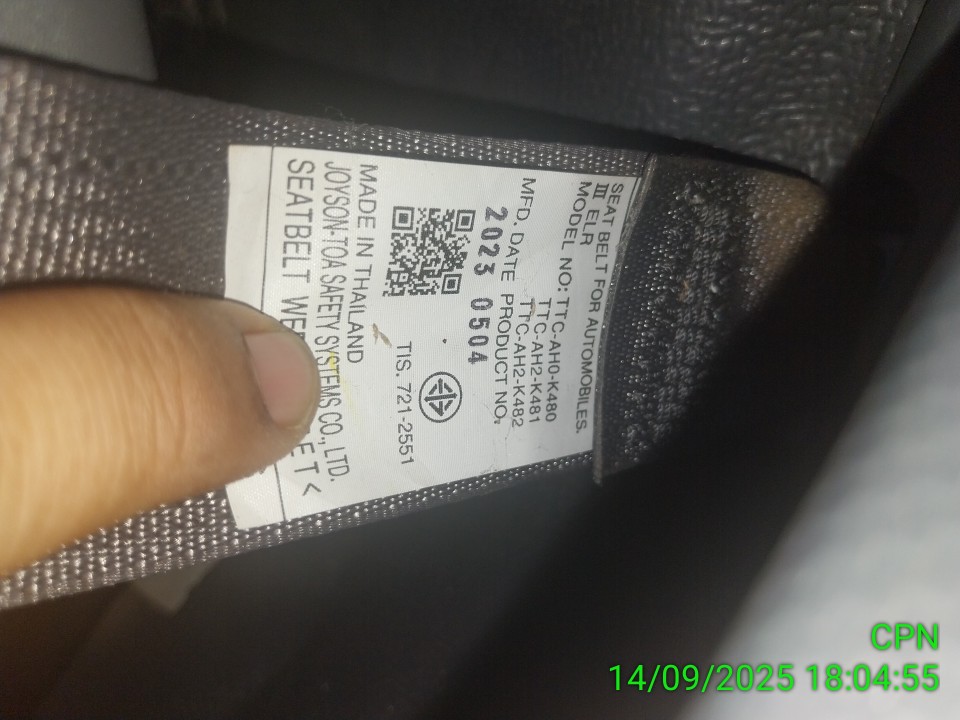 SEAT BELT FOR AUTOMOBILES.
III ELR
MODEL NO: TTC-AH0-K480
TTC-AH2-K481
TTC-AH2-K482
MFD. DATE PRODUCT NO.
2023 0504
TIS. 721-2551
MADE IN THAILAND
JOYSON-TOA SAFETY SYSTEMS CO., LTD.
SEATBELT
CPN
14/09/2025 18:04:55